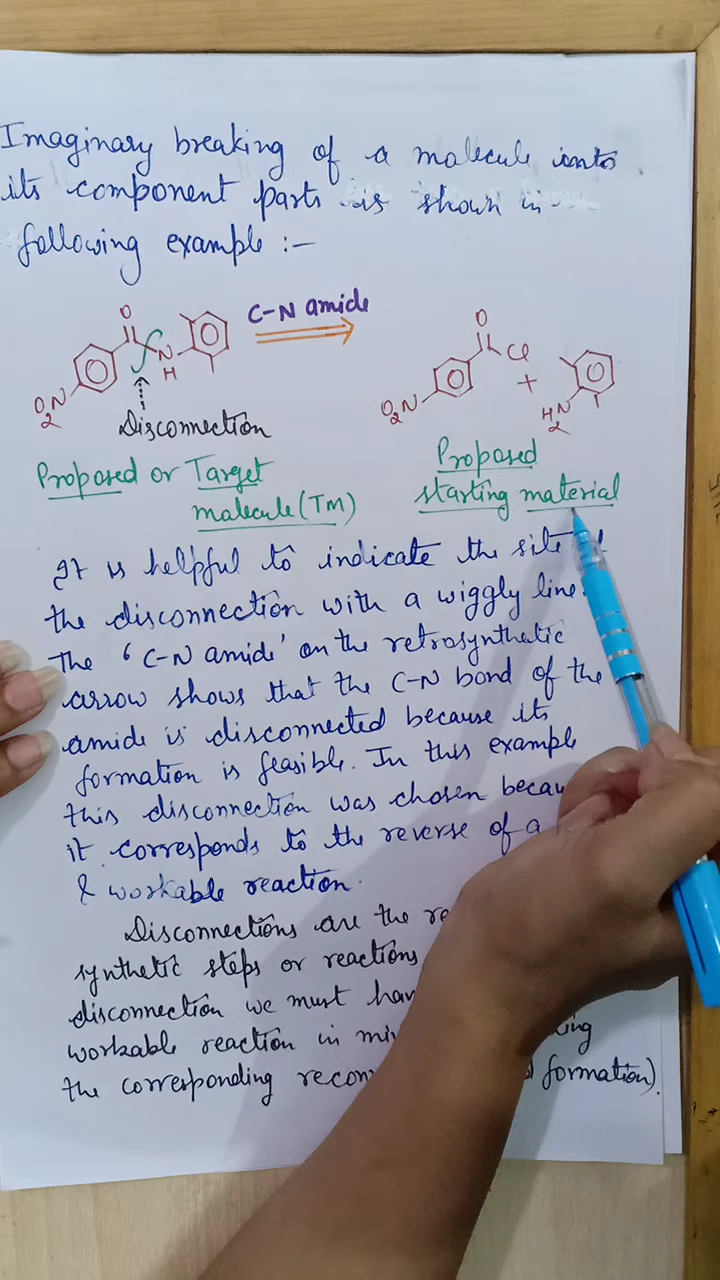 Imaginary breaking of a molecule into
its component parts is shown in
following example :-
C-N amide
O
N
H
O2N
Disconnection
O
Cl
+
O2N
H2N
Proposed or Target
molecule (TM)
Proposed
starting material
It is helpful to indicate the site
the disconnection with a wiggly line.
The 'C-N amide' on the retrosynthetic
arrow shows that the C-N bond of the
amide is disconnected because its
formation is feasible. In this example
this disconnection was chosen
it corresponds to the reverse of a
& workable reaction.
Disconnections are the
synthetic steps or reactions
disconnection we must
workable reaction in
the corresponding formation).